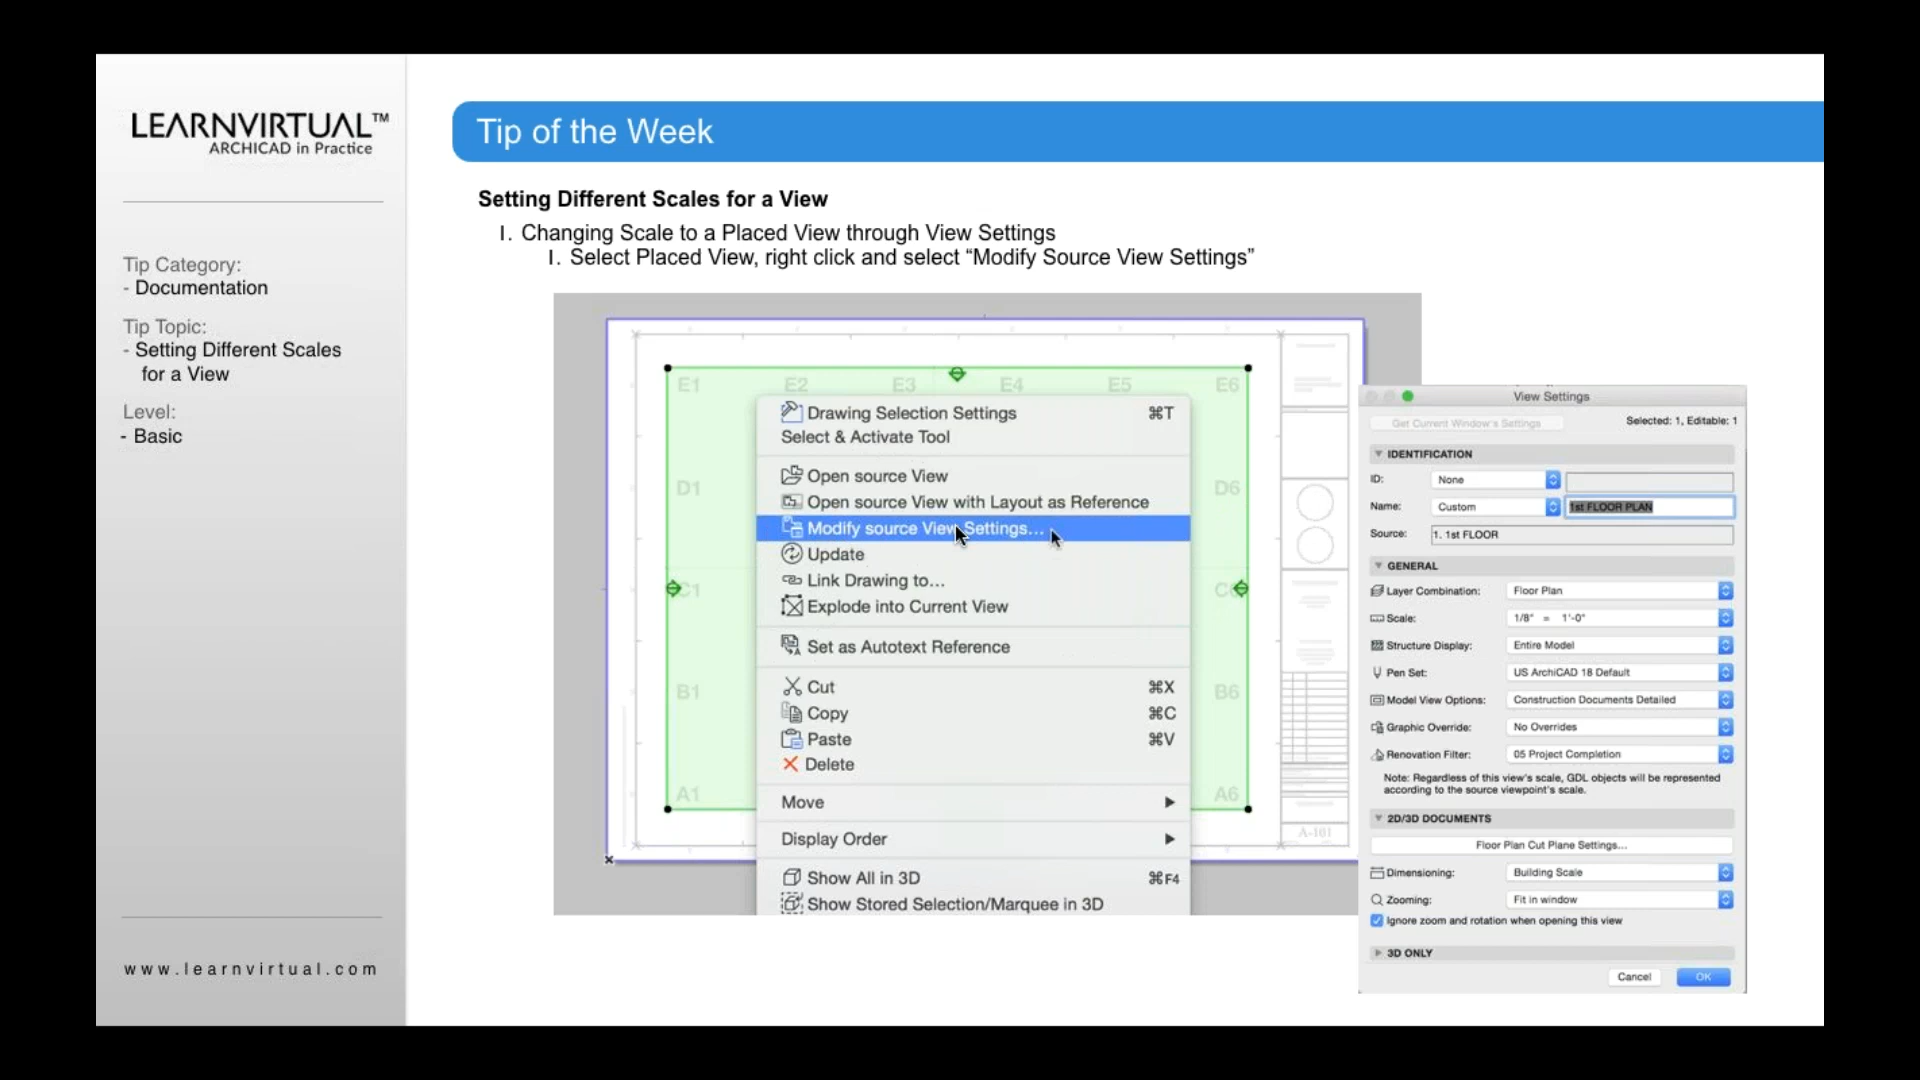 LEARNVIRTUAL™
ARCHICAD in Practice
Tip Category:
- Documentation
Tip Topic:
- Setting Different Scales
for a View
Level:
- Basic
www.learnvirtual.com
Tip of the Week
Setting Different Scales for a View
I. Changing Scale to a Placed View through View Settings
I. Select Placed View, right click and select “Modify Source View Settings”
E1 E2 E3 E4 E5 E6
D1 D6
C1
B1 B6
A1 A6
A-101
Drawing Selection Settings ⌘T
Select & Activate Tool
Open source View
Open source View with Layout as Reference
Modify source View Settings...
Update
Link Drawing to...
Explode into Current View
Set as Autotext Reference
Cut ⌘X
Copy ⌘C
Paste ⌘V
Delete
Move
Display Order
Show All in 3D ⌘F4
Show Stored Selection/Marquee in 3D
View Settings
Get Current Window's Settings
Selected: 1, Editable: 1
IDENTIFICATION
ID: None
Name: Custom 1st FLOOR PLAN
Source: 1. 1st FLOOR
GENERAL
Layer Combination: Floor Plan
Scale: 1/8" = 1'-0"
Structure Display: Entire Model
Pen Set: US ArchiCAD 18 Default
Model View Options: Construction Documents Detailed
Graphic Override: No Overrides
Renovation Filter: 05 Project Completion
Note: Regardless of this view's scale, GDL objects will be represented
according to the source viewpoint's scale.
2D/3D DOCUMENTS
Floor Plan Cut Plane Settings...
Dimensioning: Building Scale
Zooming: Fit in window
Ignore zoom and rotation when opening this view
3D ONLY
Cancel OK